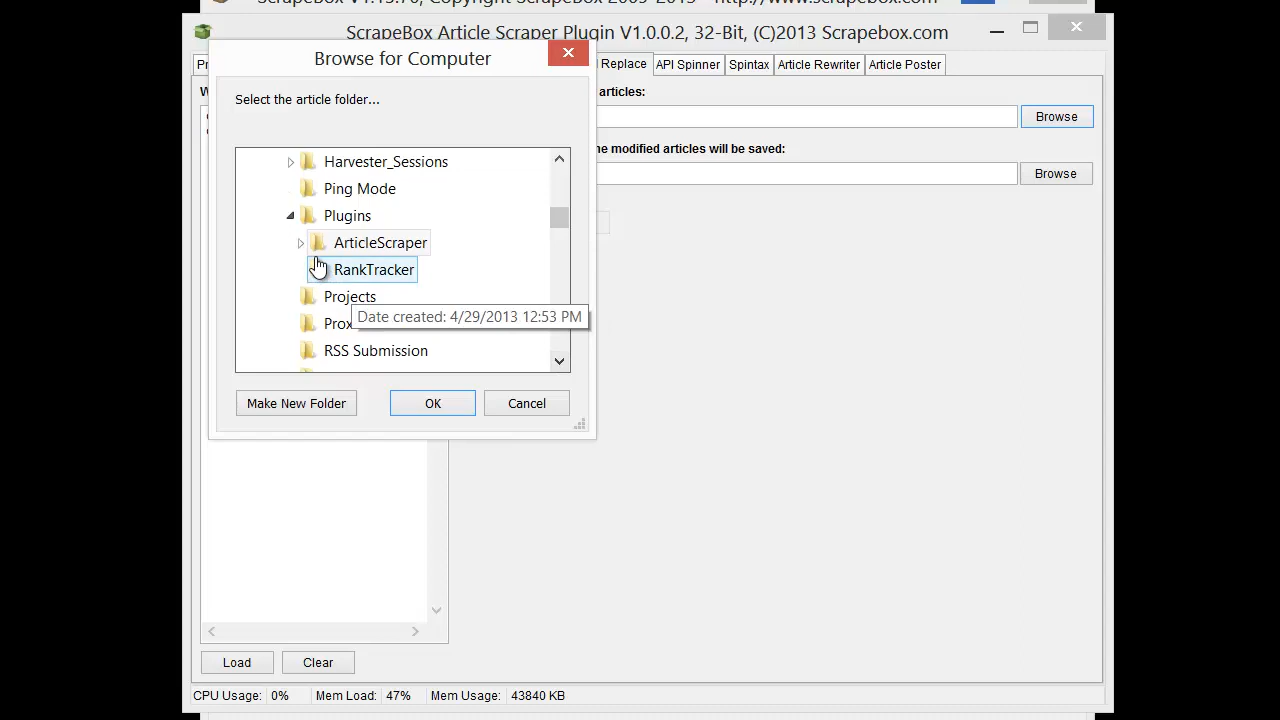 ScrapeBox Article Scraper Plugin V1.0.0.2, 32-Bit, (C)2013 Scrapebox.com
Browse for Computer
Replace
API Spinner
Spintax
Article Rewriter
Article Poster
Select the article folder...
articles:
Browse
modified articles will be saved:
Browse
Harvester_Sessions
Ping Mode
Plugins
ArticleScraper
RankTracker
Projects
Date created: 4/29/2013 12:53 PM
RSS Submission
Make New Folder
OK
Cancel
Load
Clear
CPU Usage: 0% Mem Load: 47% Mem Usage: 43840 KB